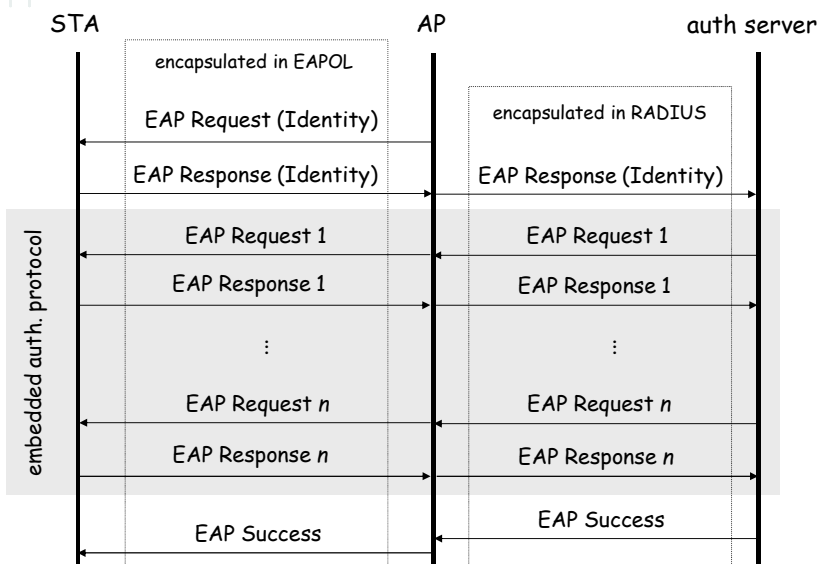 STA
AP
auth server
encapsulated in EAPOL
encapsulated in RADIUS
EAP Request (Identity)
EAP Response (Identity)
EAP Response (Identity)
embedded auth. protocol
EAP Request 1
EAP Request 1
EAP Response 1
EAP Response 1
...
...
EAP Request n
EAP Request n
EAP Response n
EAP Response n
EAP Success
EAP Success